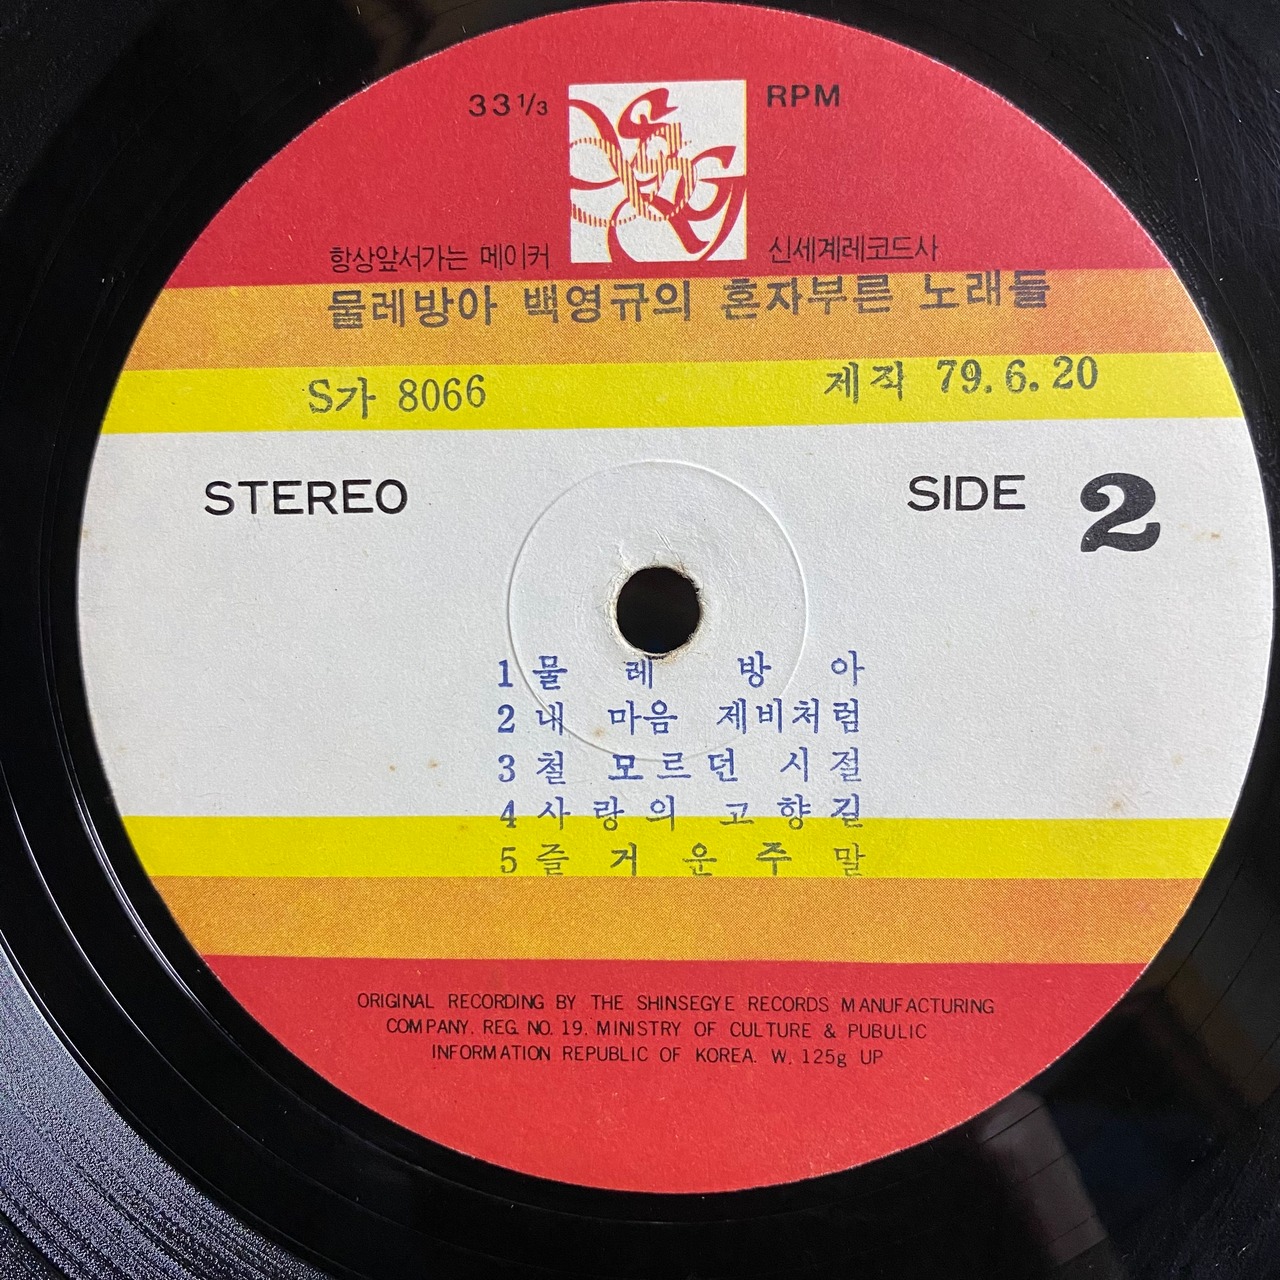 33 1/3 RPM
항상앞서가는 메이커 신세계레코드사
물레방아 백영규의 혼자부른 노래들
S가 8066 제작 79.6.20
STEREO SIDE 2
1 물 레 방 아
2 내 마음 제비처럼
3 철 모르던 시절
4 사랑의 고향길
5 즐 거 운 주 말
ORIGINAL RECORDING BY THE SHINSEGYE RECORDS MANUFACTURING
COMPANY. REG. NO. 19. MINISTRY OF CULTURE & PUBULIC
INFORMATION REPUBLIC OF KOREA. W. 125g UP